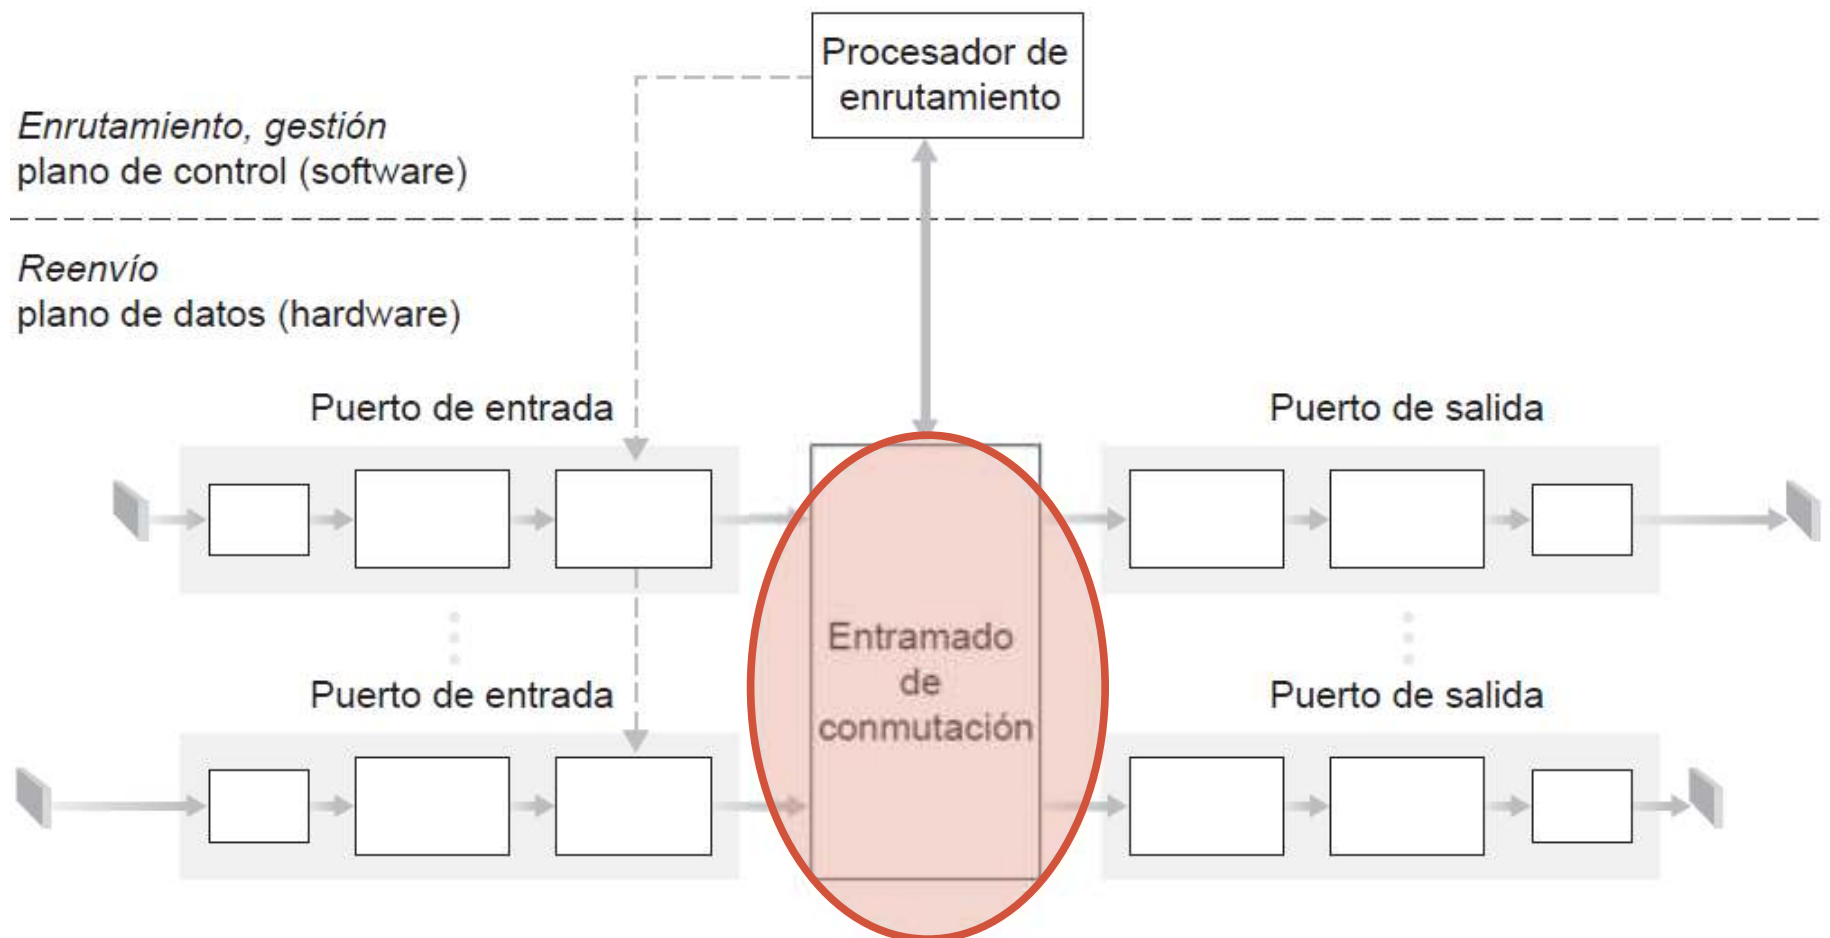 Procesador de
enrutamiento
Enrutamiento, gestión
plano de control (software)
Reenvío
plano de datos (hardware)
Puerto de entrada
Puerto de salida
Entramado
de
conmutación
Puerto de entrada
Puerto de salida